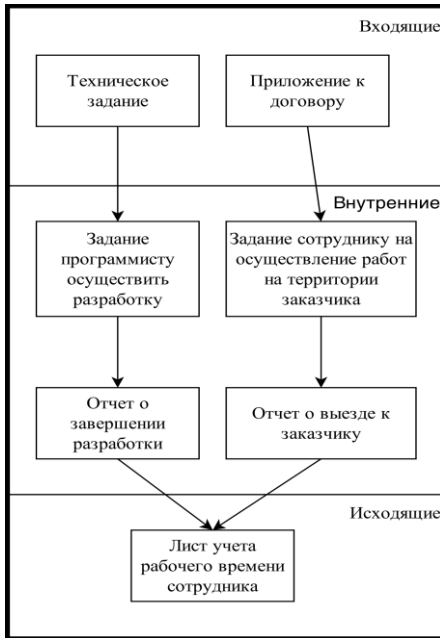 Входящие
Техническое
задание
Приложение к
договору
Внутренние
Задание
программисту
осуществить
разработку
Задание сотруднику на
осуществление работ
на территории
заказчика
Отчет о
завершении
разработки
Отчет о выезде к
заказчику
Исходящие
Лист учета
рабочего времени
сотрудника